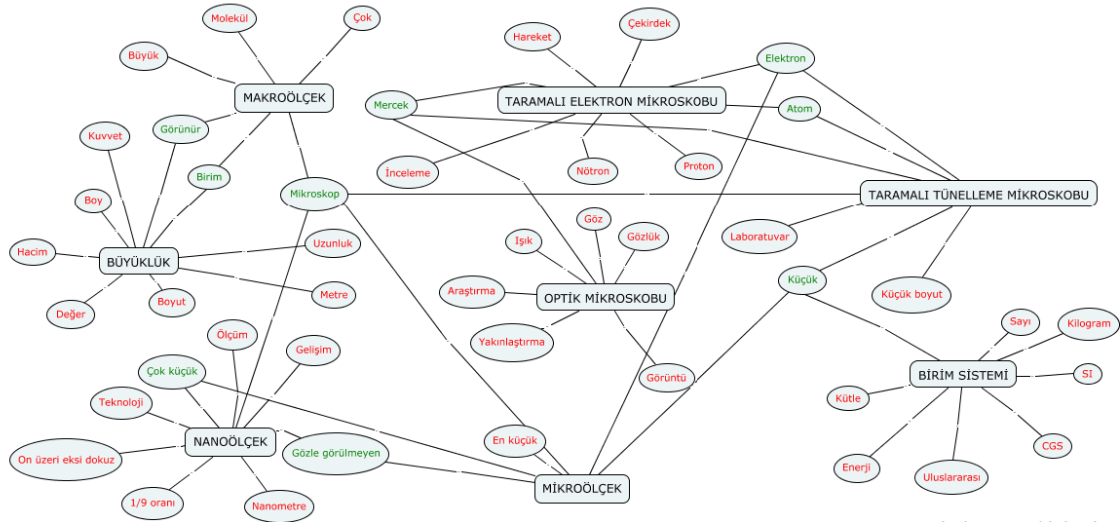 Molekül
Çok
Büyük
MAKROÖLÇEK
Hareket
Çekirdek
Elektron
Mercek
TARAMALI ELEKTRON MİKROSKOBU
Atom
Kuvvet
Görünür
Birim
İnceleme
Nötron
Proton
Mikroskop
TARAMALI TÜNELLEME MİKROSKOBU
Boy
Hacim
BÜYÜKLÜK
Uzunluk
Metre
Değer
Boyut
Göz
Işık
Gözlük
Laboratuvar
Araştırma
OPTİK MİKROSKOBU
Küçük
Küçük boyut
Yakınlaştırma
Görüntü
Ölçüm
Gelişim
Çok küçük
Teknoloji
NANOÖLÇEK
On üzeri eksi dokuz
Gözle görülmeyen
1/9 oranı
Nanometre
En küçük
MİKROÖLÇEK
Sayı
Kilogram
BİRİM SİSTEMİ
SI
Kütle
CGS
Enerji
Uluslararası